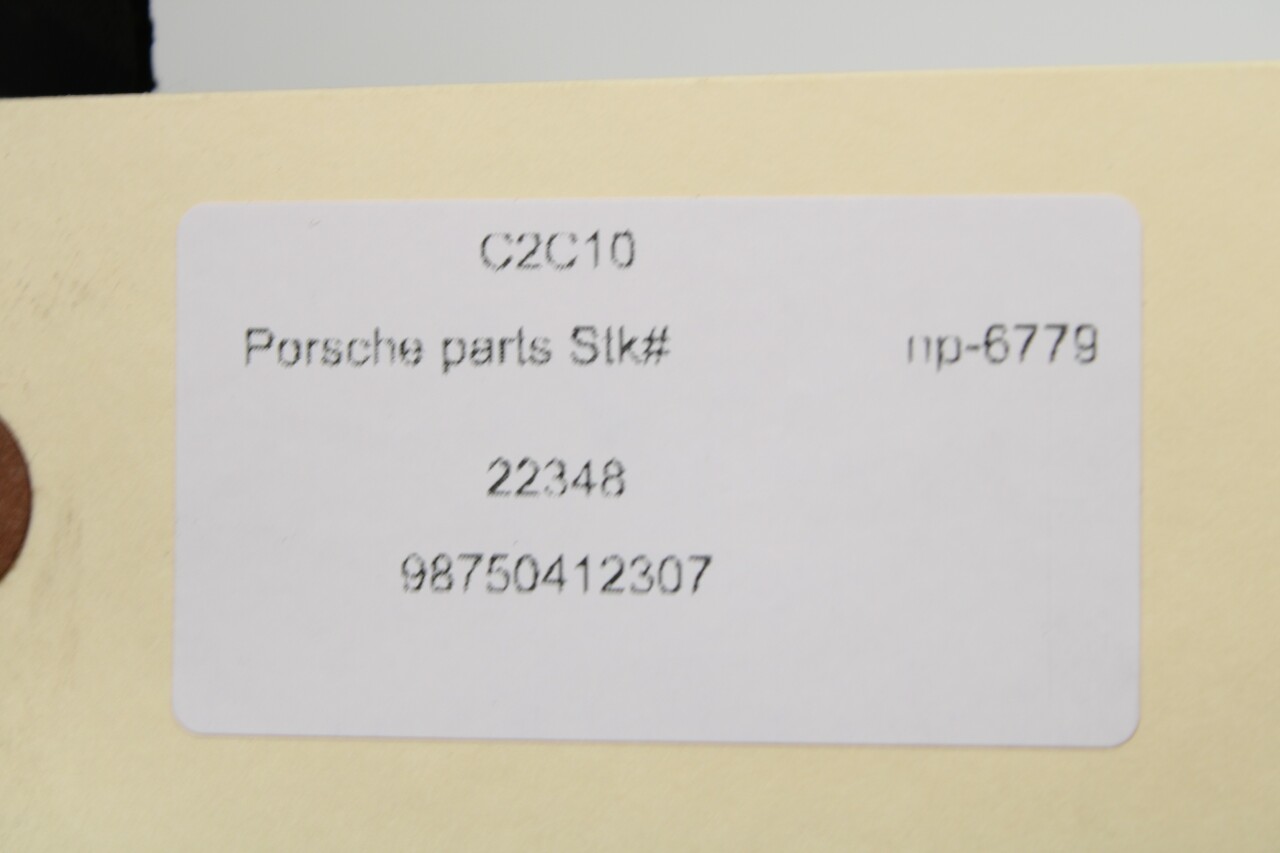 C2C10
Porsche parts Stk# np-6779
22348
98750412307